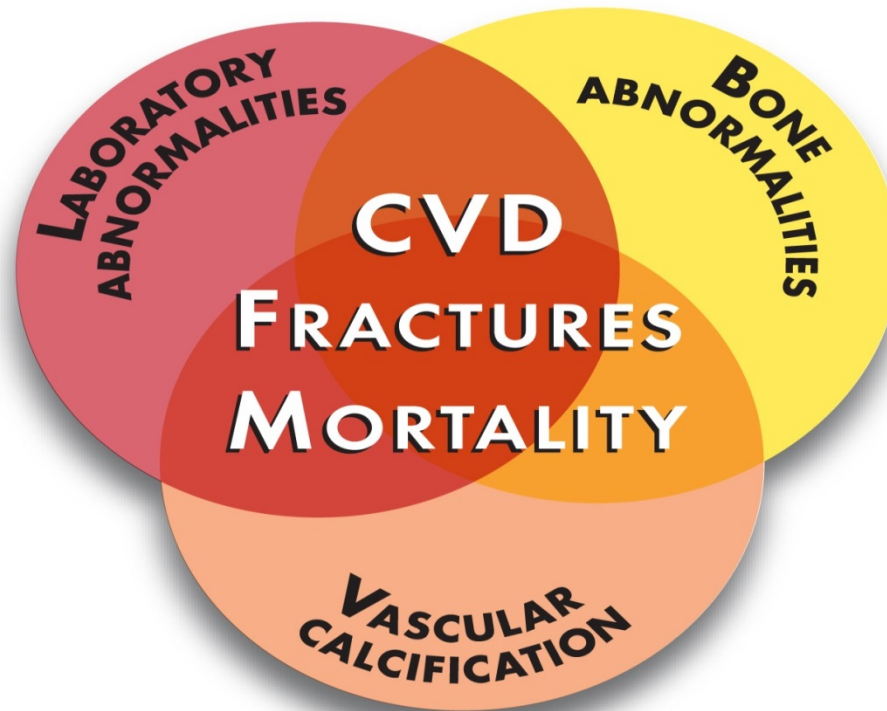 LABORATORY
ABNORMALITIES
BONE
ABNORMALITIES
CVD
FRACTURES
MORTALITY
VASCULAR
CALCIFICATION